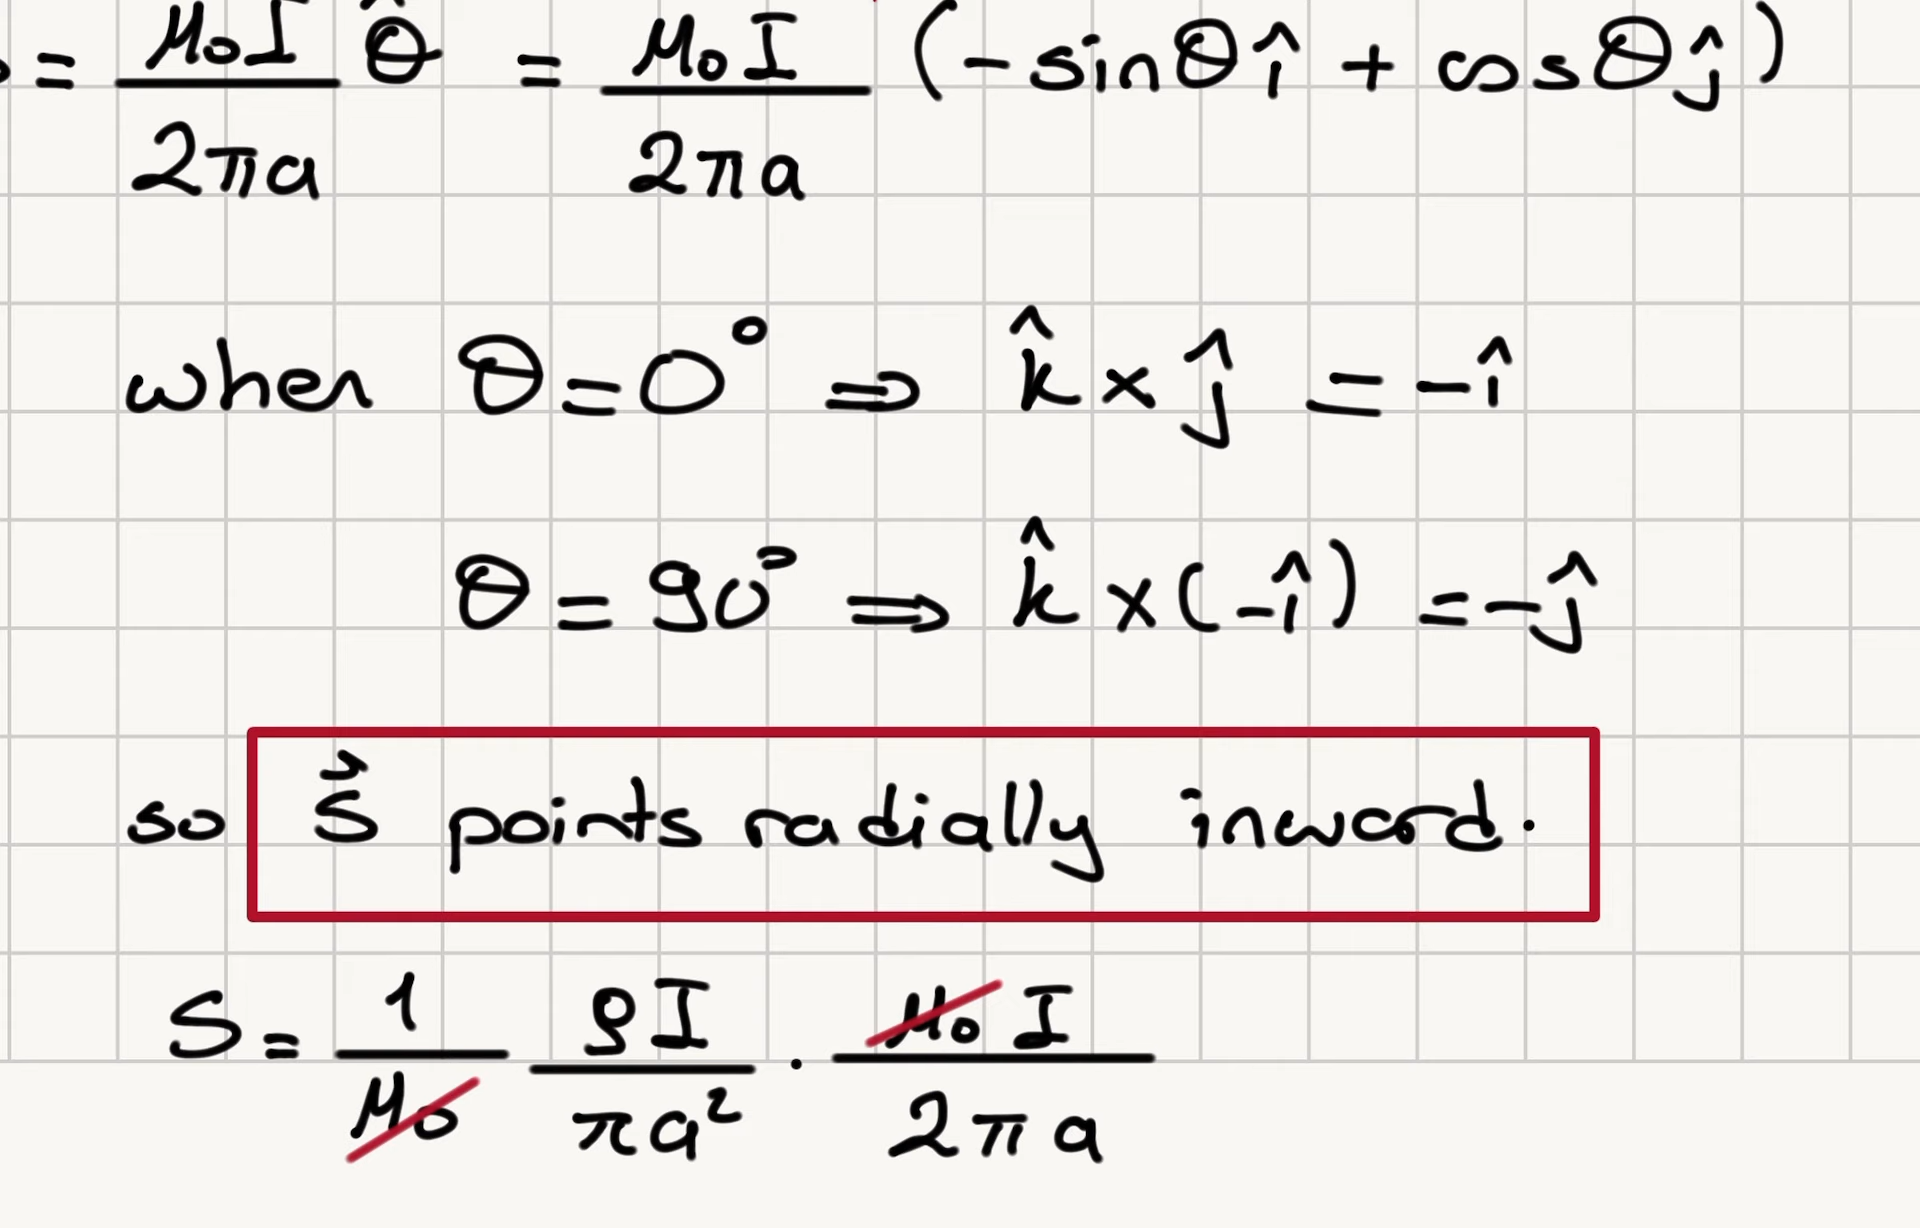 = μ₀I/2πa θ̂ = μ₀I/2πa (-sinθ î + cosθ ĵ)
when θ=0° ⇒ k̂ × ĵ = -î
θ = 90° ⇒ k̂ × (-î) = -ĵ
so S⃗ points radially inward.
S = 1/μ₀ ρI/πa² · μ₀I/2πa